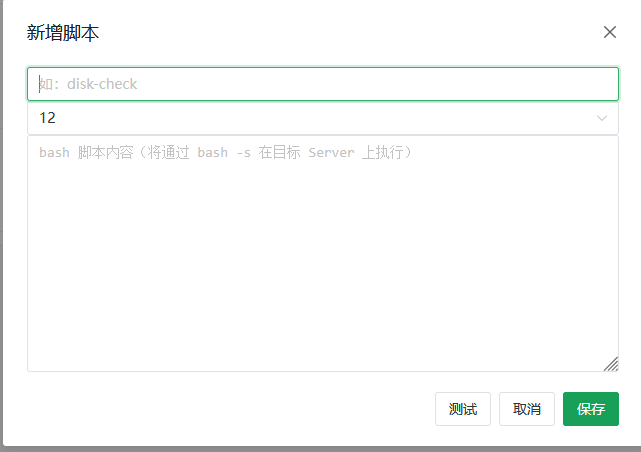 新增脚本
如：disk-check
12
bash 脚本内容（将通过 bash -s 在目标 Server 上执行）
测试 取消 保存